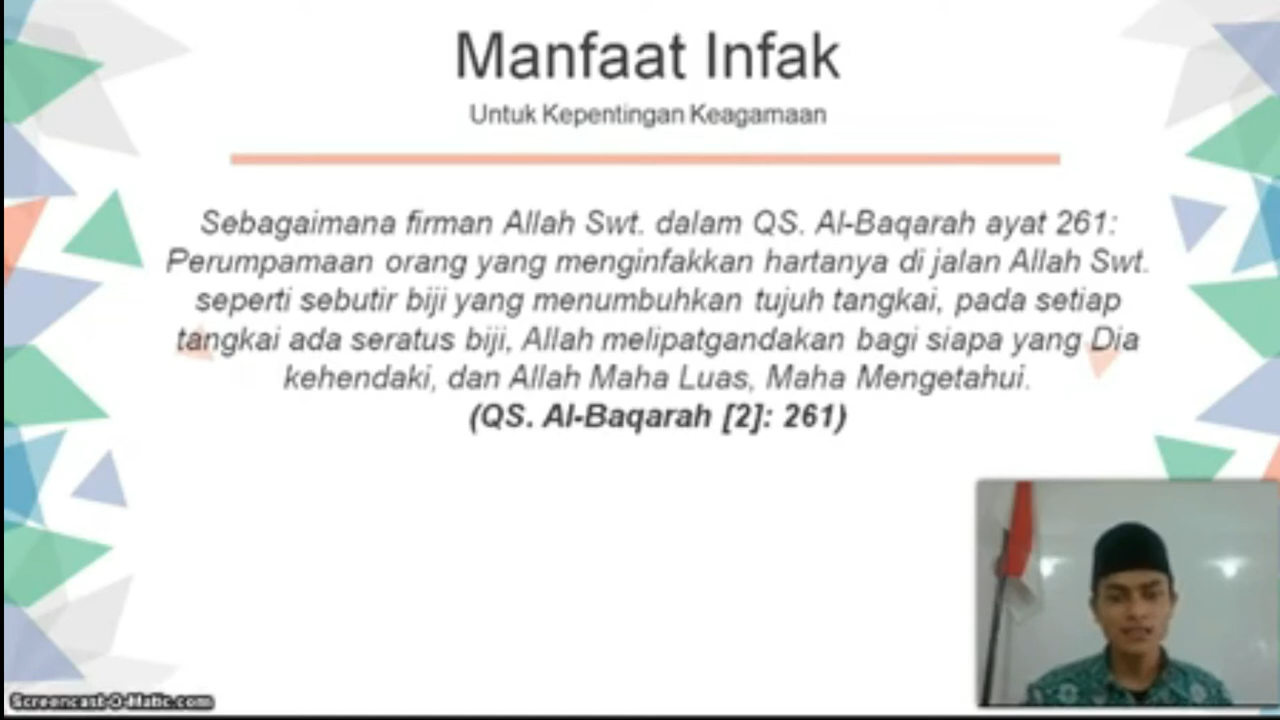 Manfaat Infak
Untuk Kepentingan Keagamaan
Sebagaimana firman Allah Swt. dalam QS. Al-Baqarah ayat 261:
Perumpamaan orang yang menginfakkan hartanya di jalan Allah Swt.
seperti sebutir biji yang menumbuhkan tujuh tangkai, pada setiap
tangkai ada seratus biji, Allah melipatgandakan bagi siapa yang Dia
kehendaki, dan Allah Maha Luas, Maha Mengetahui.
(QS. Al-Baqarah [2]: 261)
Screencast-O-Matic.com